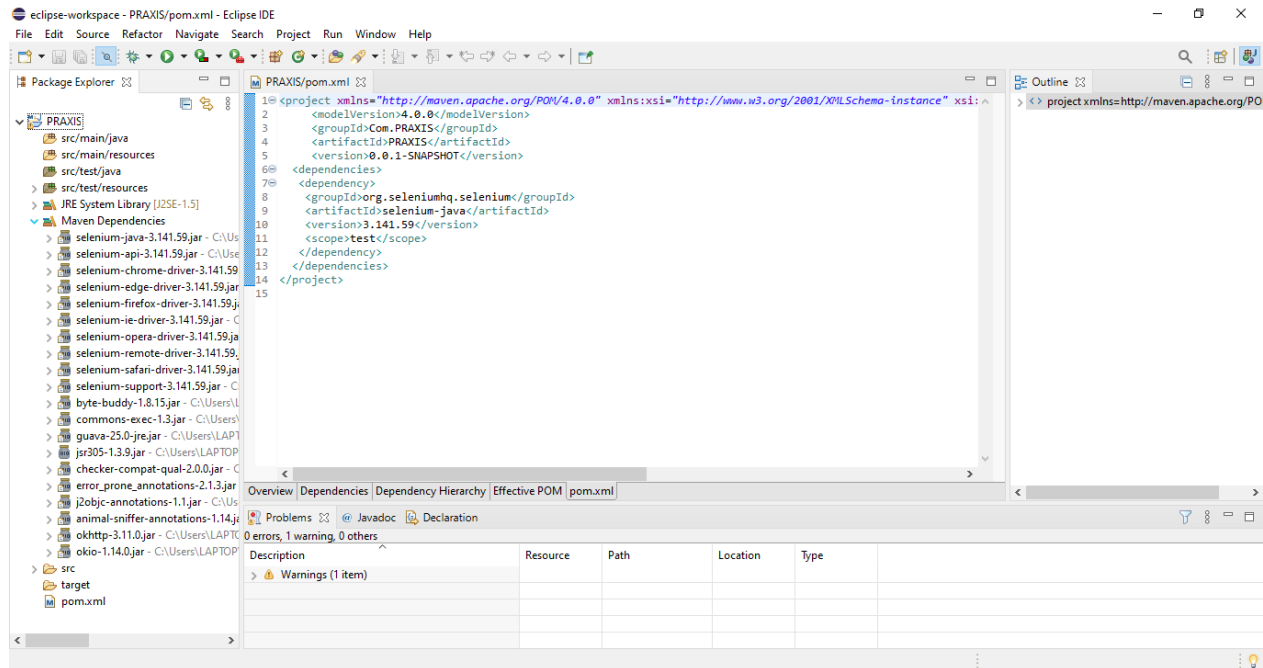 eclipse-workspace - PRAXIS/pom.xml - Eclipse IDE
File Edit Source Refactor Navigate Search Project Run Window Help
Package Explorer
PRAXIS
src/main/java
src/main/resources
src/test/java
src/test/resources
JRE System Library [J2SE-1.5]
Maven Dependencies
selenium-java-3.141.59.jar - C:\Us
selenium-api-3.141.59.jar - C:\Use
selenium-chrome-driver-3.141.59
selenium-edge-driver-3.141.59.jar
selenium-firefox-driver-3.141.59.ja
selenium-ie-driver-3.141.59.jar - C
selenium-opera-driver-3.141.59.ja
selenium-remote-driver-3.141.59.
selenium-safari-driver-3.141.59.jar
selenium-support-3.141.59.jar - C:
byte-buddy-1.8.15.jar - C:\Users\L
commons-exec-1.3.jar - C:\Users\
guava-25.0-jre.jar - C:\Users\LAPT
jsr305-1.3.9.jar - C:\Users\LAPTOP
checker-compat-qual-2.0.0.jar - C
error_prone_annotations-2.1.3.jar
j2objc-annotations-1.1.jar - C:\Us
animal-sniffer-annotations-1.14.ja
okhttp-3.11.0.jar - C:\Users\LAPTO
okio-1.14.0.jar - C:\Users\LAPTOP
src
target
pom.xml
PRAXIS/pom.xml
1 <project xmlns="http://maven.apache.org/POM/4.0.0" xmlns:xsi="http://www.w3.org/2001/XMLSchema-instance" xsi:
2 <modelVersion>4.0.0</modelVersion>
3 <groupId>Com.PRAXIS</groupId>
4 <artifactId>PRAXIS</artifactId>
5 <version>0.0.1-SNAPSHOT</version>
6 <dependencies>
7 <dependency>
8 <groupId>org.seleniumhq.selenium</groupId>
9 <artifactId>selenium-java</artifactId>
10 <version>3.141.59</version>
11 <scope>test</scope>
12 </dependency>
13 </dependencies>
14 </project>
15
Overview Dependencies Dependency Hierarchy Effective POM pom.xml
Outline
project xmlns=http://maven.apache.org/PO
Problems @ Javadoc Declaration
0 errors, 1 warning, 0 others
Description Resource Path Location Type
Warnings (1 item)